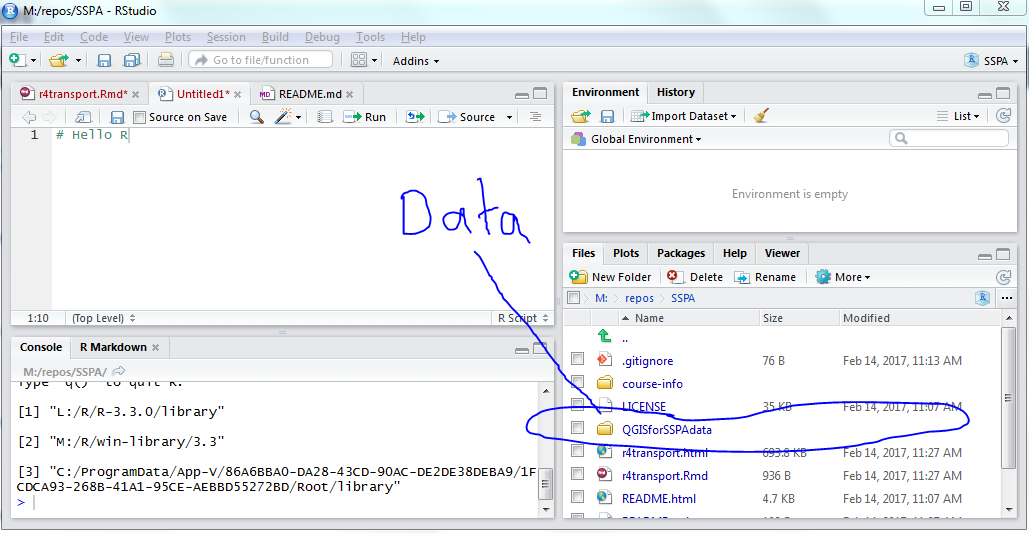 M:/repos/SSPA - RStudio
File Edit Code View Plots Session Build Debug Tools Help
Go to file/function Addins SSPA
r4transport.Rmd* Untitled1* README.md
Source on Save Run Source
1 # Hello R
1:10 (Top Level) R Script
Data
Console R Markdown
M:/repos/SSPA/
Type 'q()' to quit R.
[1] "L:/R/R-3.3.0/library"
[2] "M:/R/win-library/3.3"
[3] "C:/ProgramData/App-V/86A6BBA0-DA28-43CD-90AC-DE2DE38DEBA9/1F
CDCA93-268B-41A1-95CE-AEBBD55272BD/Root/library"
>
Environment History
Import Dataset List
Global Environment
Environment is empty
Files Plots Packages Help Viewer
New Folder Delete Rename More
M: repos SSPA
Name Size Modified
..
.gitignore 76 B Feb 14, 2017, 11:13 AM
course-info
LICENSE 35 KB Feb 14, 2017, 11:07 AM
QGISforSSPAdata
r4transport.html 693.8 KB Feb 14, 2017, 11:27 AM
r4transport.Rmd 936 B Feb 14, 2017, 11:27 AM
README.html 4.7 KB Feb 14, 2017, 11:07 AM